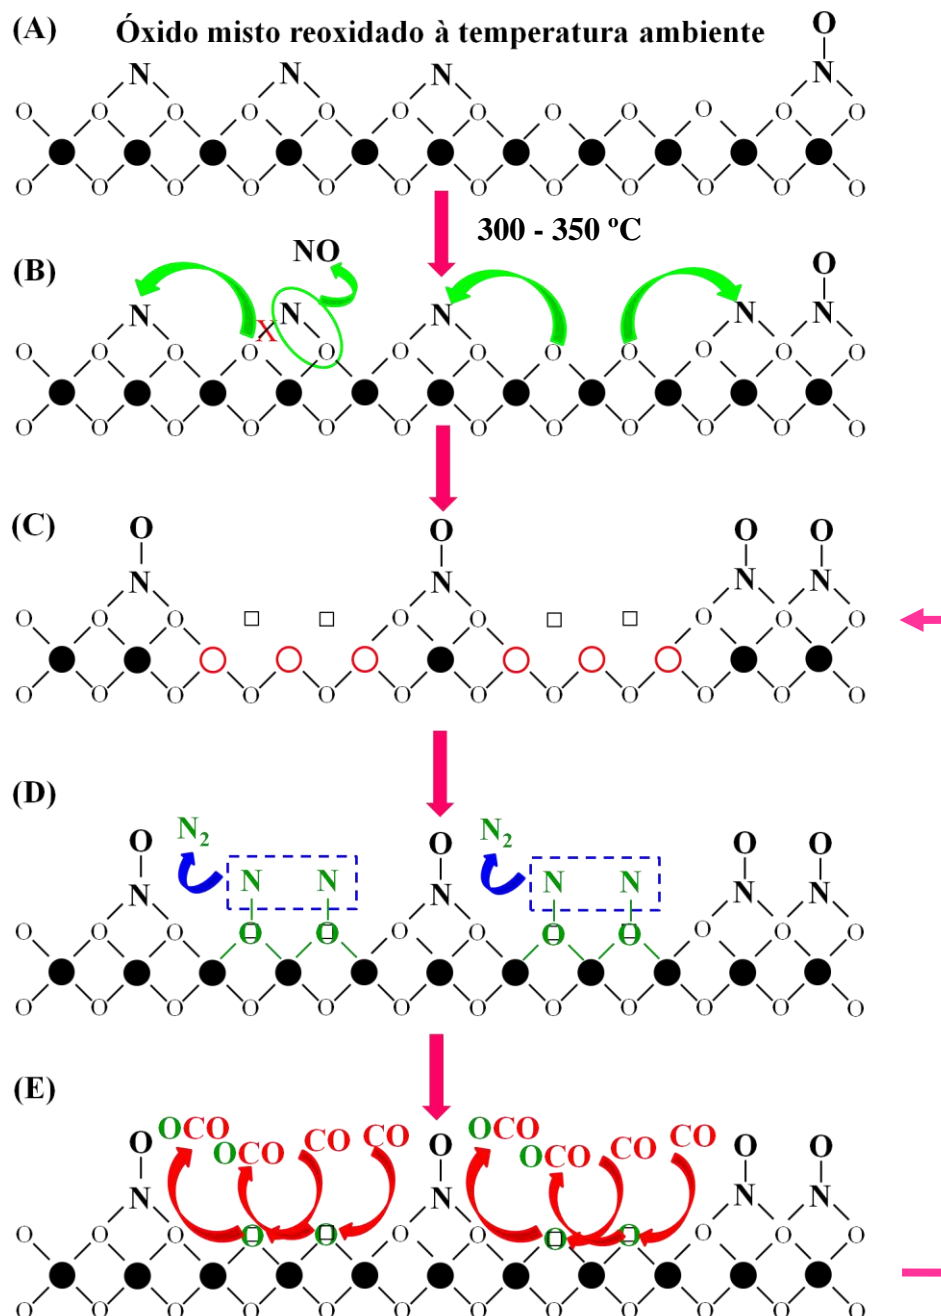 (A) Óxido misto reoxidado à temperatura ambiente O
N N N N
O O O O O O O O O O O O
O O O O O O O O O O O O
300 - 350 ºC
(B) NO O
N N N N N
X
O O O O O O O O O O O O
O O O O O O O O O O O O
(C) O O O O
N N N N
O O O O O O O O
O O O O O O O O O O O O
(D)
O N₂ O N₂ O O
N N N N N N N N
O O O O O O O O O O O O
O O O O O O O O O O O O
(E)
O OCO OCO CO CO O OCO OCO CO CO O O
N N N N
O O O O O O O O O O O O
O O O O O O O O O O O O